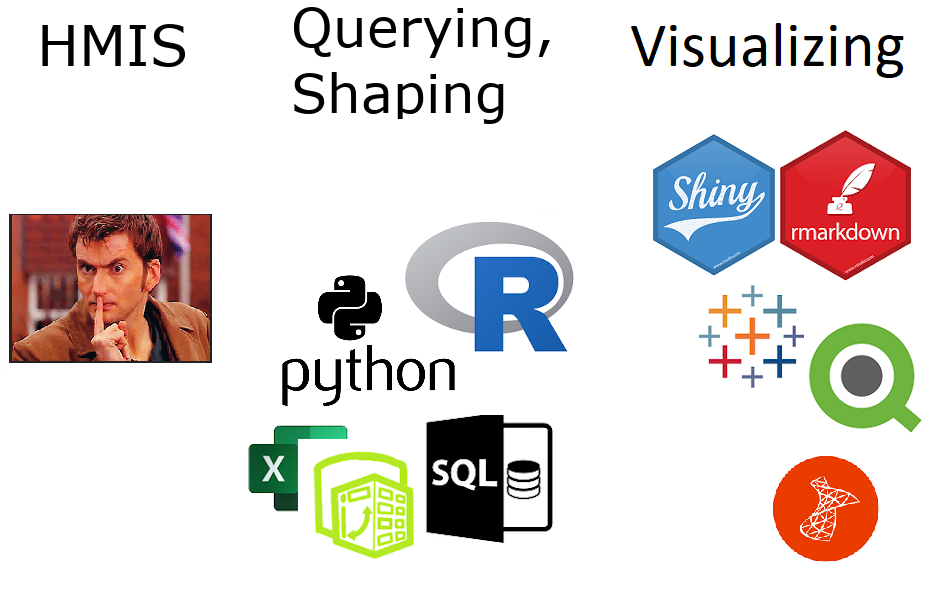 HMIS
Querying,
Shaping
Visualizing
Shiny
rmarkdown
R
python
X
SQL